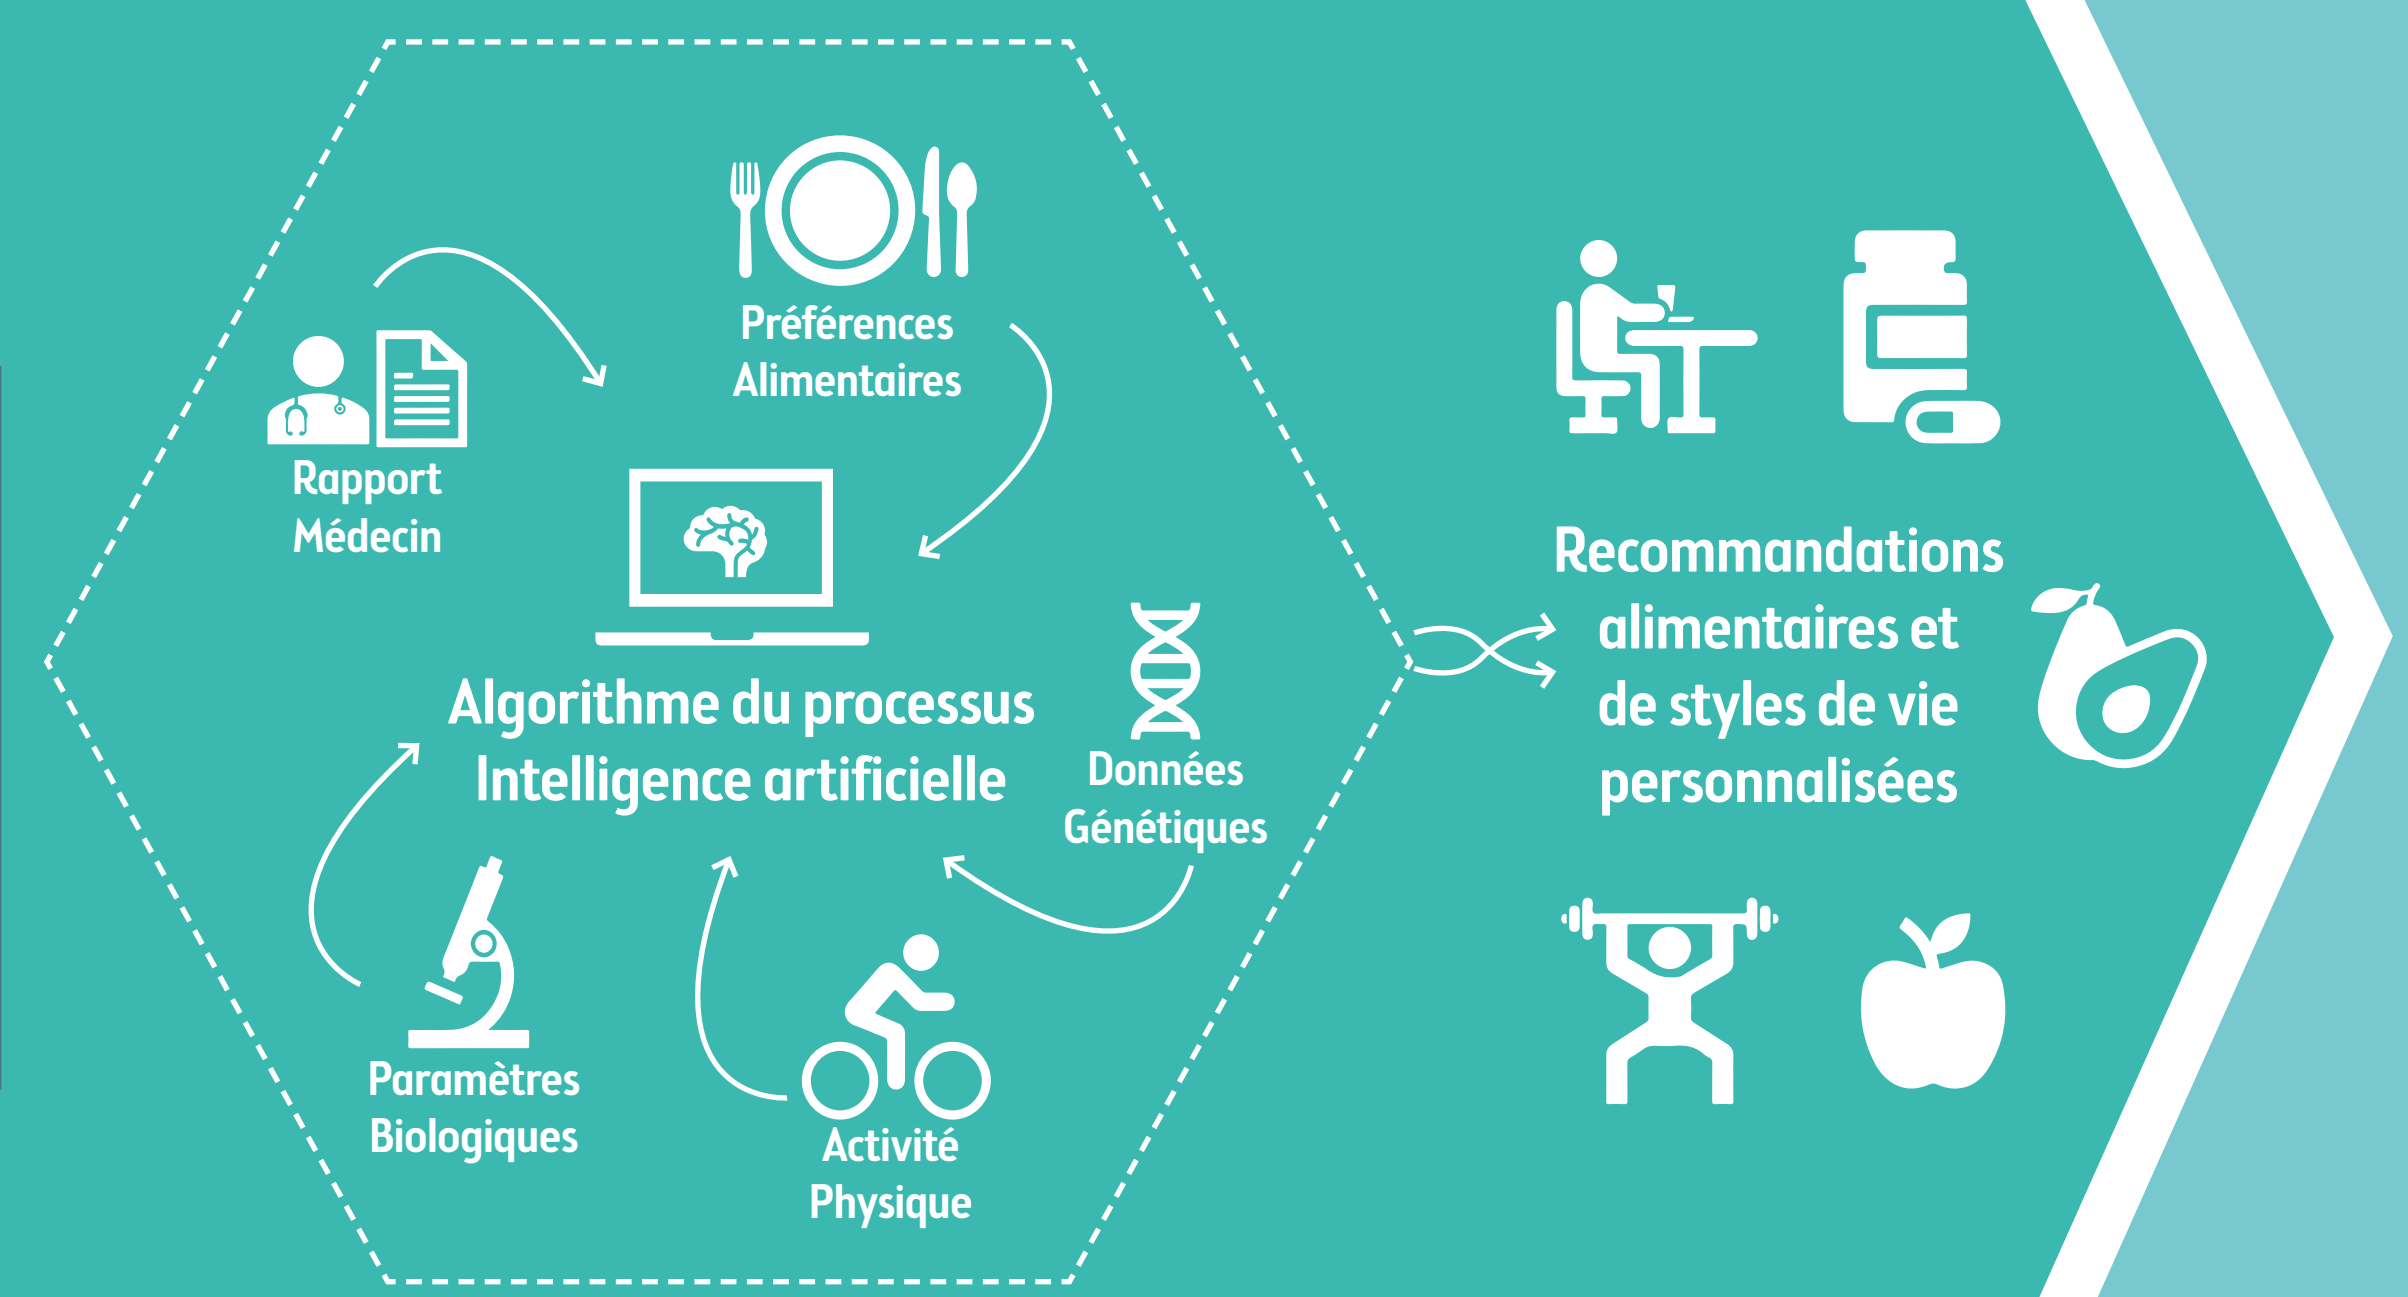 Préférences
Alimentaires
Rapport
Médecin
Algorithme du processus
Intelligence artificielle
Données
Génétiques
Paramètres
Biologiques
Activité
Physique
Recommandations
alimentaires et
de styles de vie
personnalisées